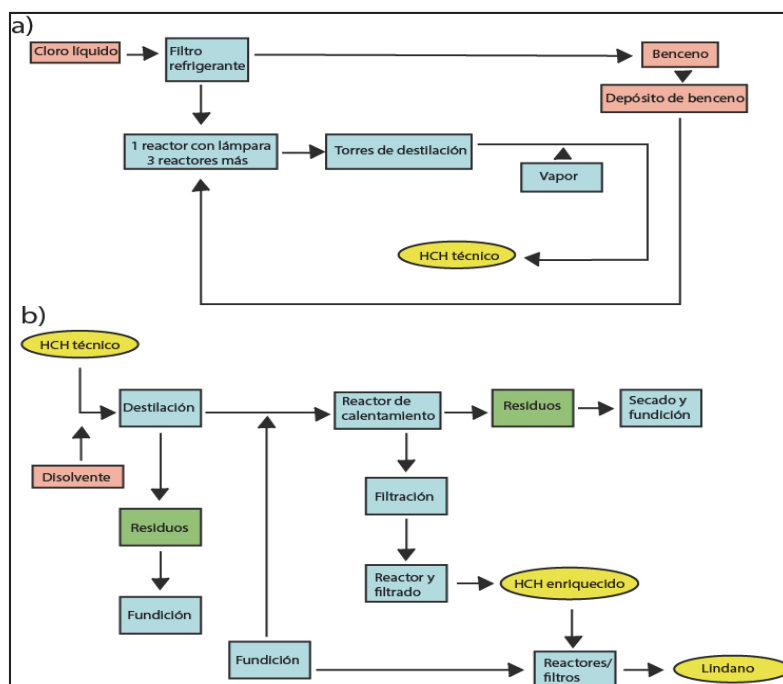 a)
Cloro líquido
Filtro
refrigerante
Benceno
Depósito de benceno
1 reactor con lámpara
3 reactores más
Torres de destilación
Vapor
HCH técnico
b)
HCH técnico
Destilación
Reactor de
calentamiento
Residuos
Secado y
fundición
Disolvente
Filtración
Residuos
Reactor y
filtrado
HCH enriquecido
Fundición
Fundición
Reactores/
filtros
Lindano